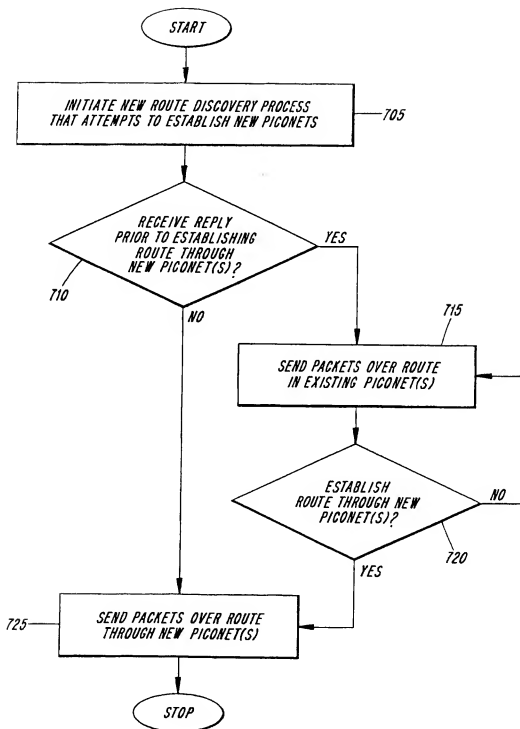 START
INITIATE NEW ROUTE DISCOVERY PROCESS
THAT ATTEMPTS TO ESTABLISH NEW PICONETS
705
RECEIVE REPLY
PRIOR TO ESTABLISHING
ROUTE THROUGH
NEW PICONET(S)?
YES
710
NO
715
SEND PACKETS OVER ROUTE
IN EXISTING PICONET(S)
ESTABLISH
ROUTE THROUGH NEW
PICONET(S)?
NO
720
YES
725
SEND PACKETS OVER ROUTE
THROUGH NEW PICONET(S)
STOP